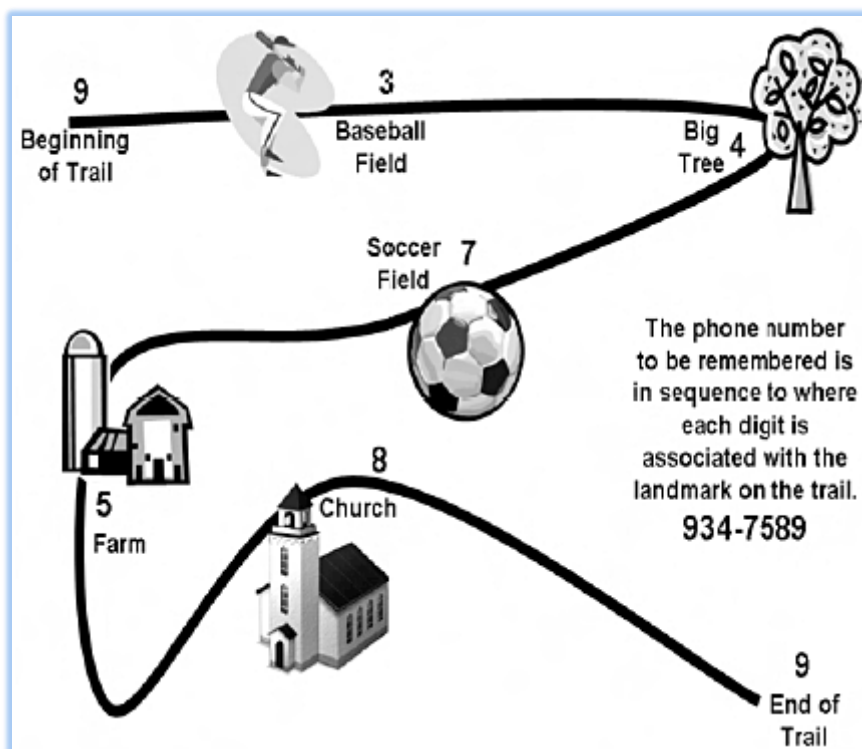 9
Beginning
of Trail
3
Baseball
Field
Big
Tree 4
Soccer 7
Field
The phone number
to be remembered is
in sequence to where
each digit is
associated with the
landmark on the trail.
934-7589
5
Farm
8
Church
9
End of
Trail